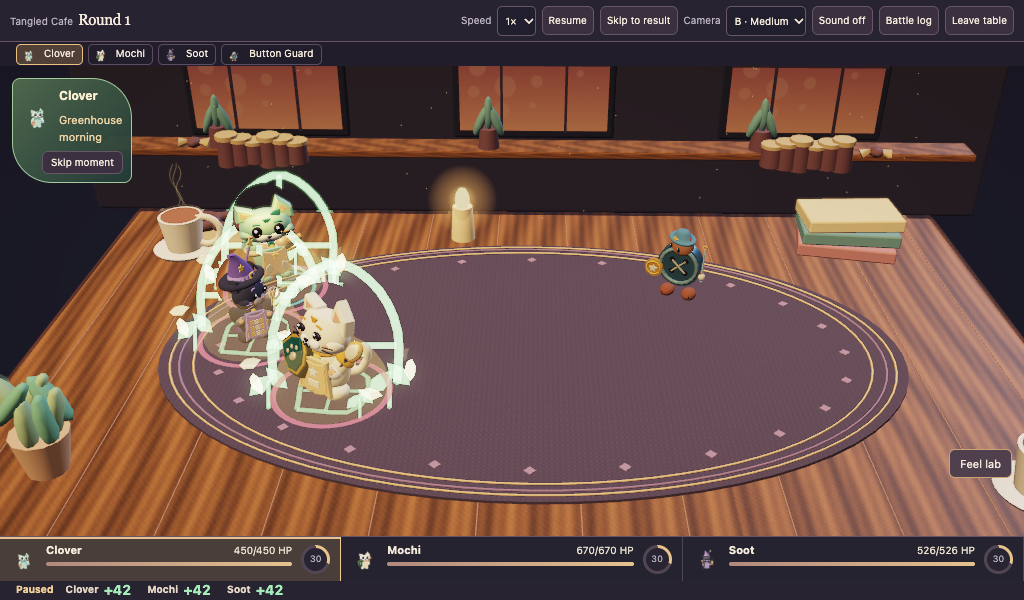 Tangled Cafe Round 1
Speed 1x Resume Skip to result Camera B · Medium Sound off Battle log Leave table
Clover Mochi Soot Button Guard
Clover
Greenhouse
morning
Skip moment
Feel lab
Clover 450/450 HP 30
Mochi 670/670 HP 30
Soot 526/526 HP 30
Paused Clover +42 Mochi +42 Soot +42